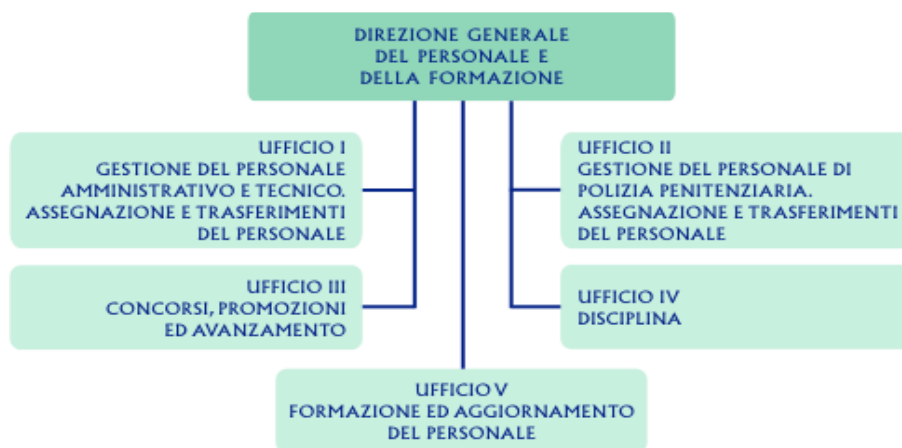 DIREZIONE GENERALE
DEL PERSONALE E
DELLA FORMAZIONE
UFFICIO I
GESTIONE DEL PERSONALE
AMMINISTRATIVO E TECNICO.
ASSEGNAZIONE E TRASFERIMENTI
DEL PERSONALE
UFFICIO II
GESTIONE DEL PERSONALE DI
POLIZIA PENITENZIARIA.
ASSEGNAZIONE E TRASFERIMENTI
DEL PERSONALE
UFFICIO III
CONCORSI, PROMOZIONI
ED AVANZAMENTO
UFFICIO IV
DISCIPLINA
UFFICIO V
FORMAZIONE ED AGGIORNAMENTO
DEL PERSONALE